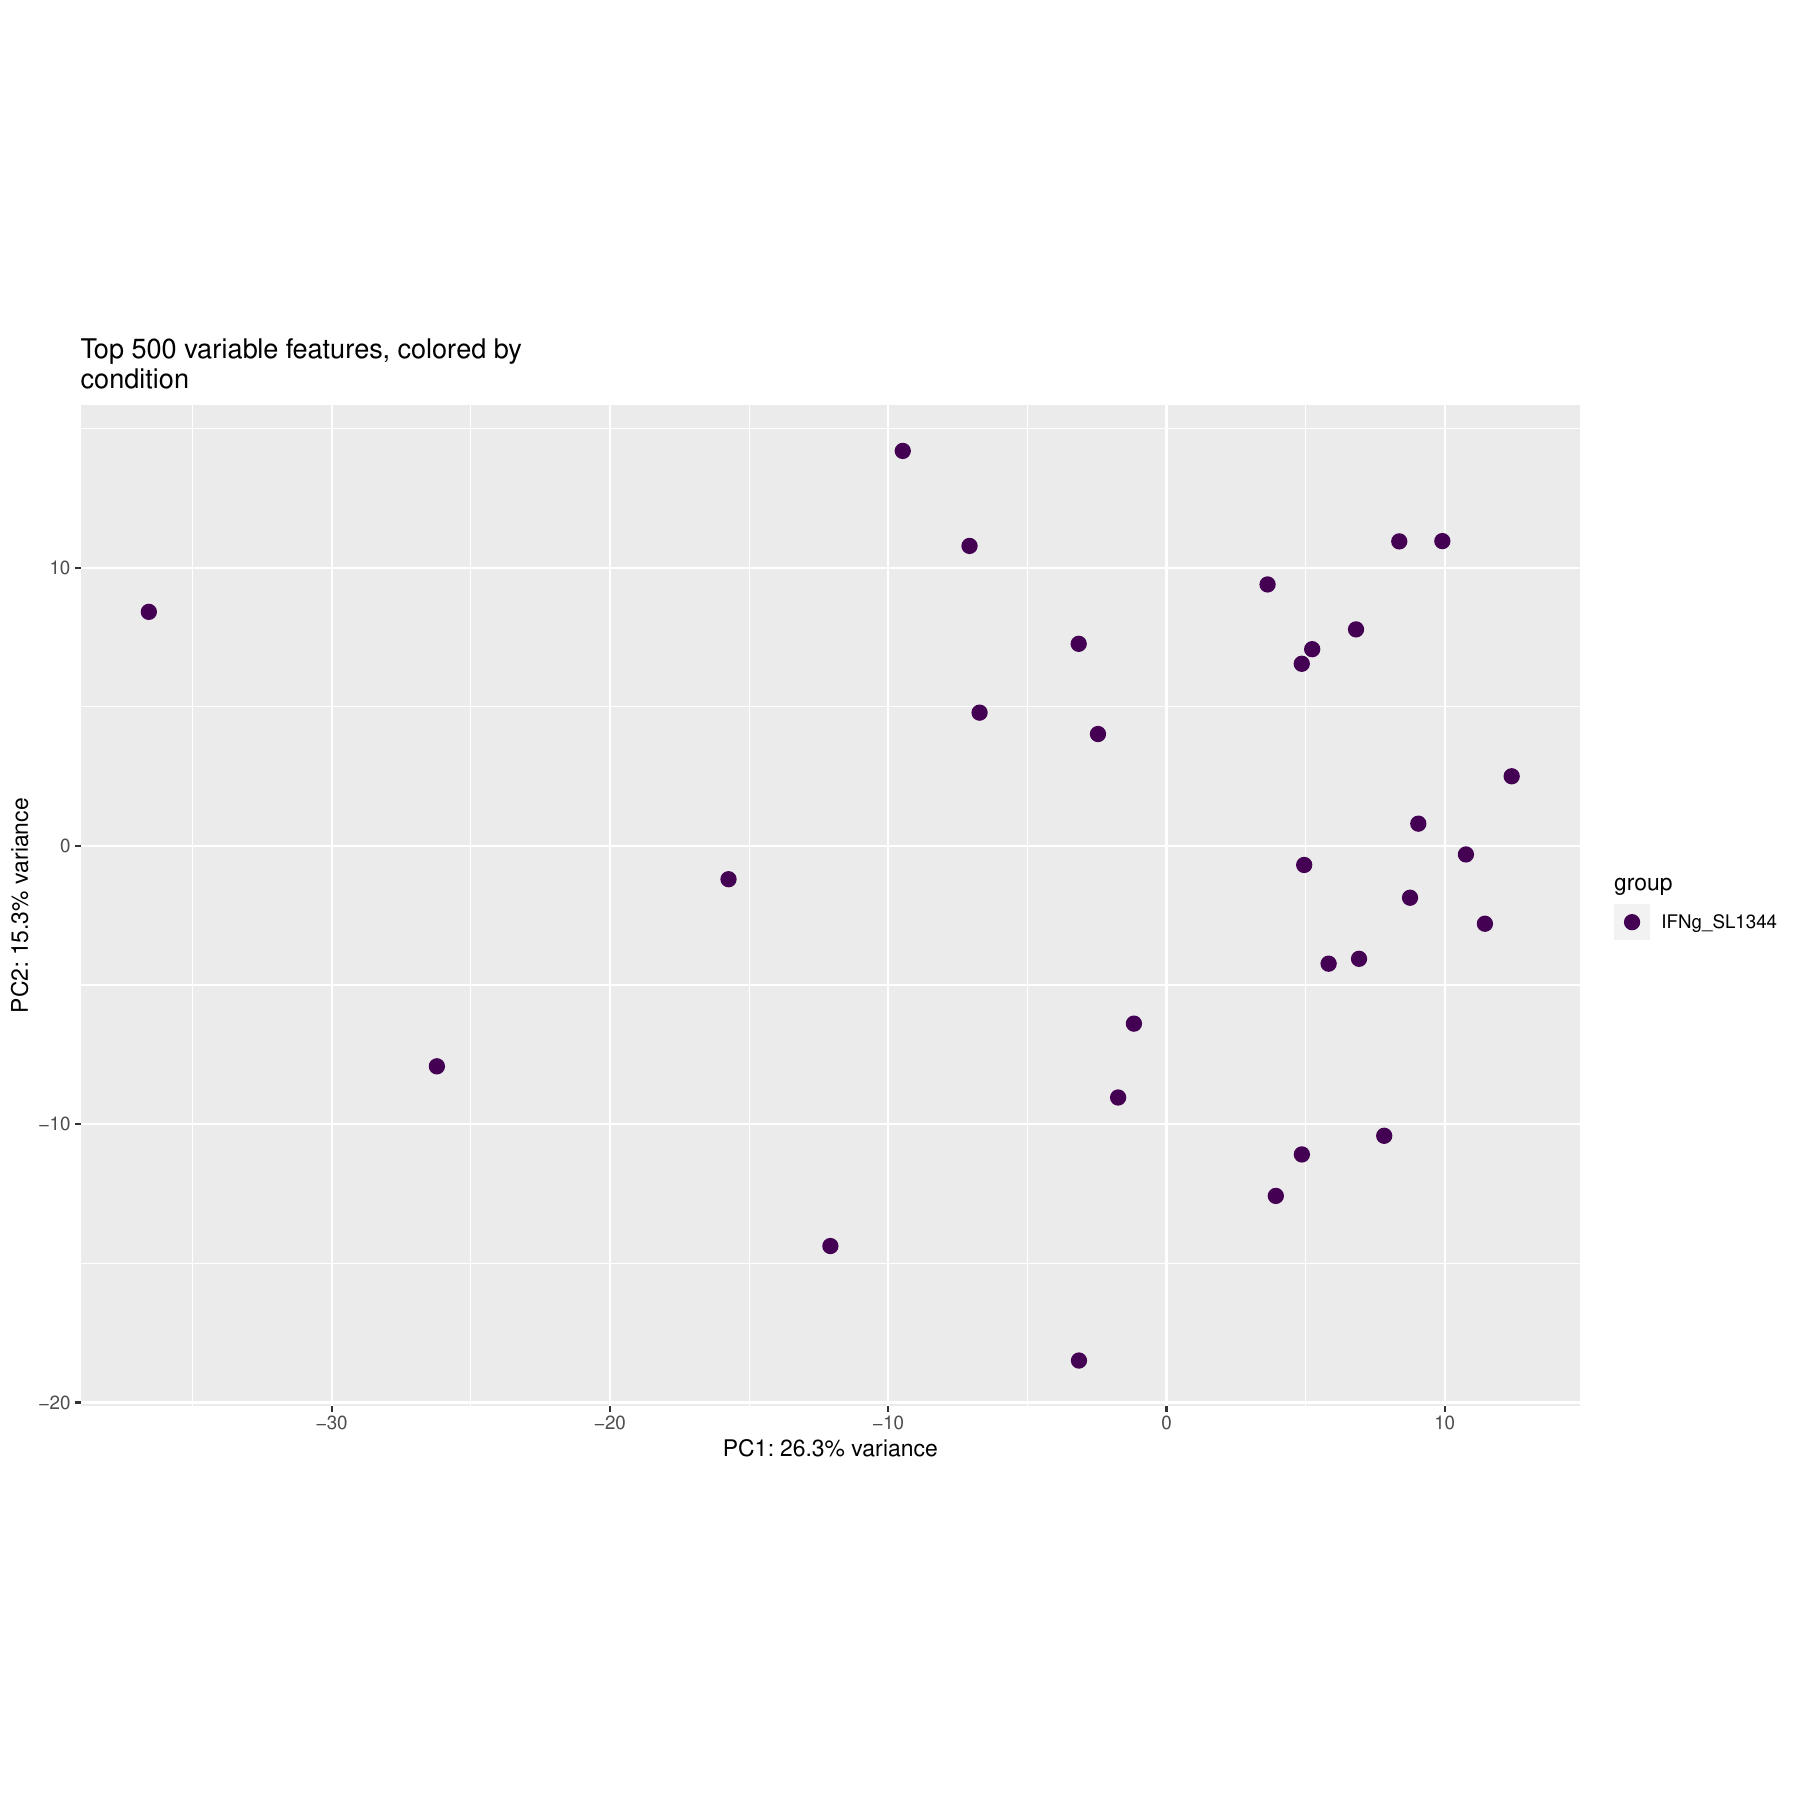 Top 500 variable features, colored by
condition
10
0
−10
−20
PC2: 15.3% variance
−30
−20
−10
0
10
PC1: 26.3% variance
group
IFNg_SL1344